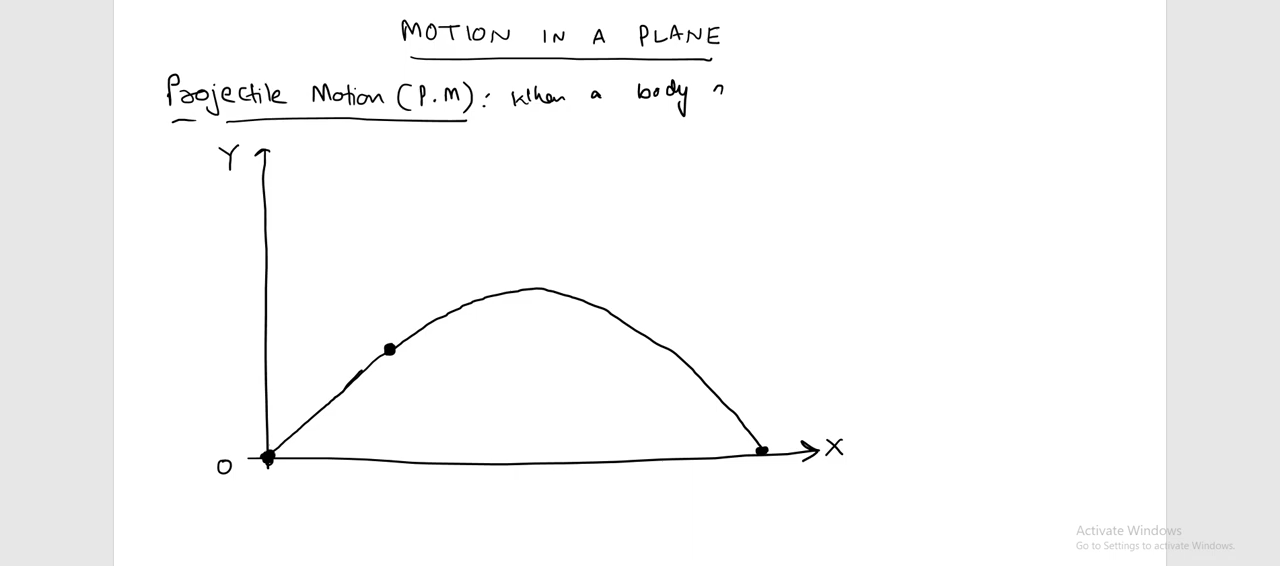 MOTION IN A PLANE
Projectile Motion (P.M): When a body
Y
O
X
Activate Windows
Go to Settings to activate Windows.